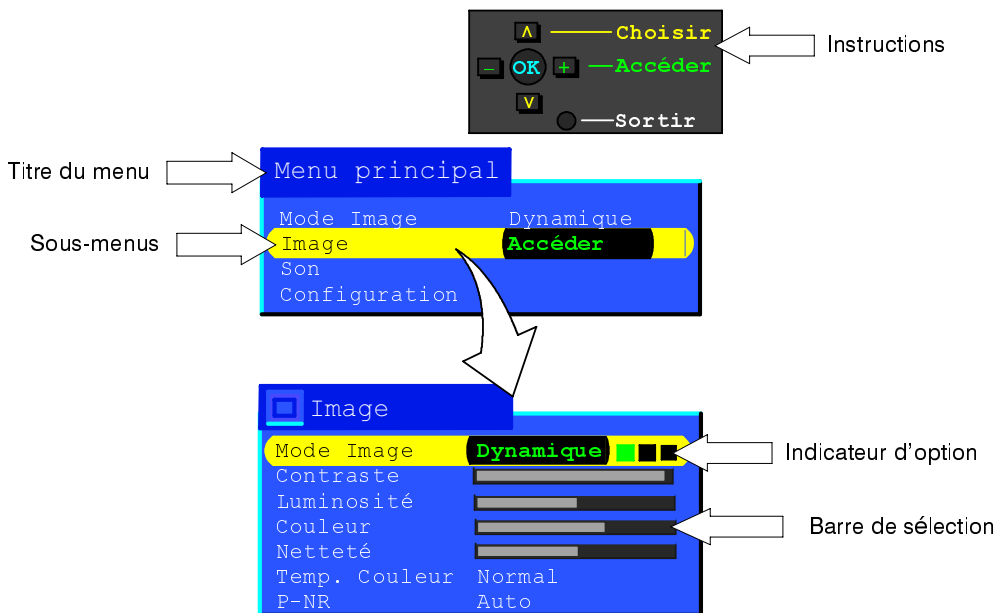 ∧ Choisir
Instructions
− OK + Accéder
∨
Sortir
Titre du menu
Menu principal
Mode Image Dynamique
Sous-menus
Image Accéder
Son
Configuration
Image
Mode Image Dynamique
Indicateur d'option
Contraste
Luminosité
Couleur
Barre de sélection
Netteté
Temp. Couleur Normal
P-NR Auto